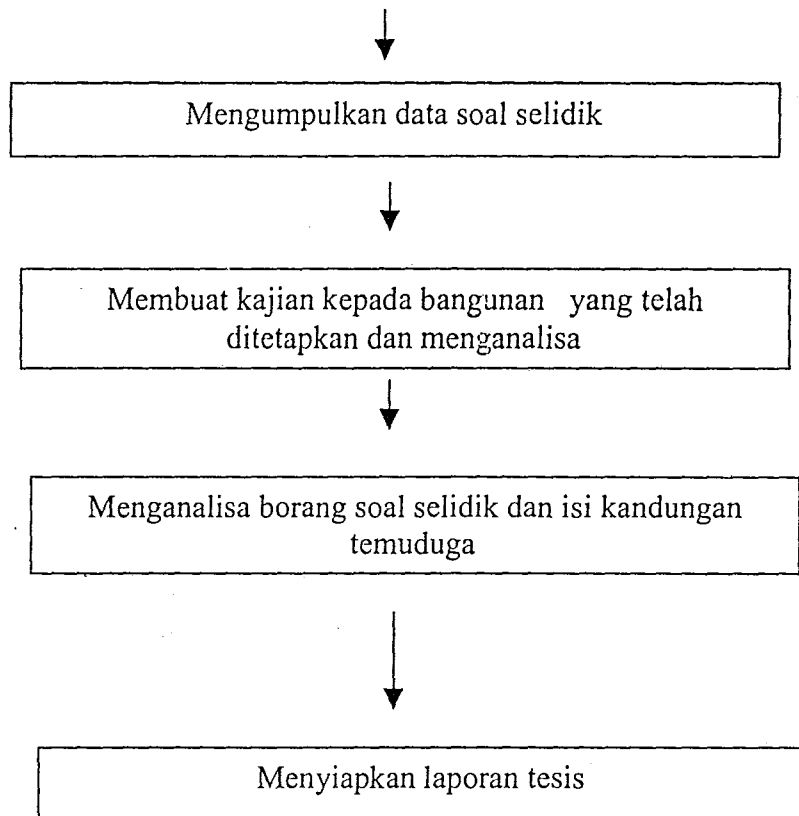 Mengumpulkan data soal selidik
Membuat kajian kepada bangunan yang telah
ditetapkan dan menganalisa
Menganalisa borang soal selidik dan isi kandungan
temuduga
Menyiapkan laporan tesis